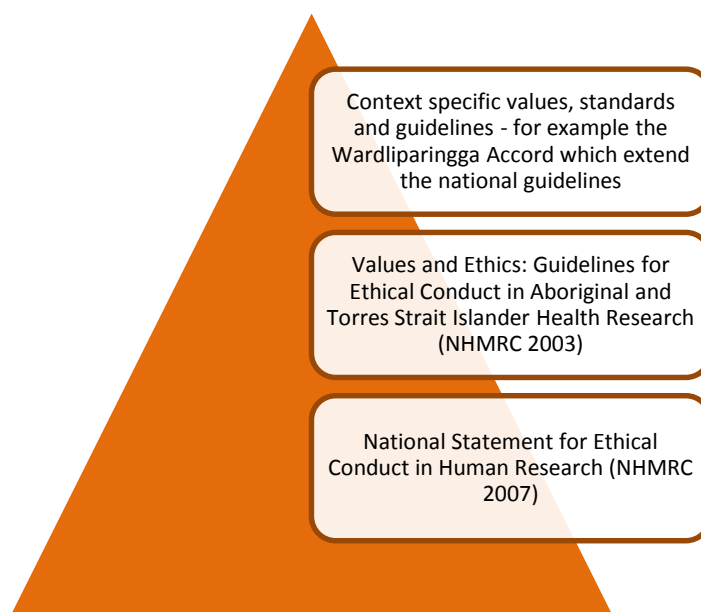 Context specific values, standards
and guidelines - for example the
Wardliparingga Accord which extend
the national guidelines
Values and Ethics: Guidelines for
Ethical Conduct in Aboriginal and
Torres Strait Islander Health Research
(NHMRC 2003)
National Statement for Ethical
Conduct in Human Research (NHMRC
2007)